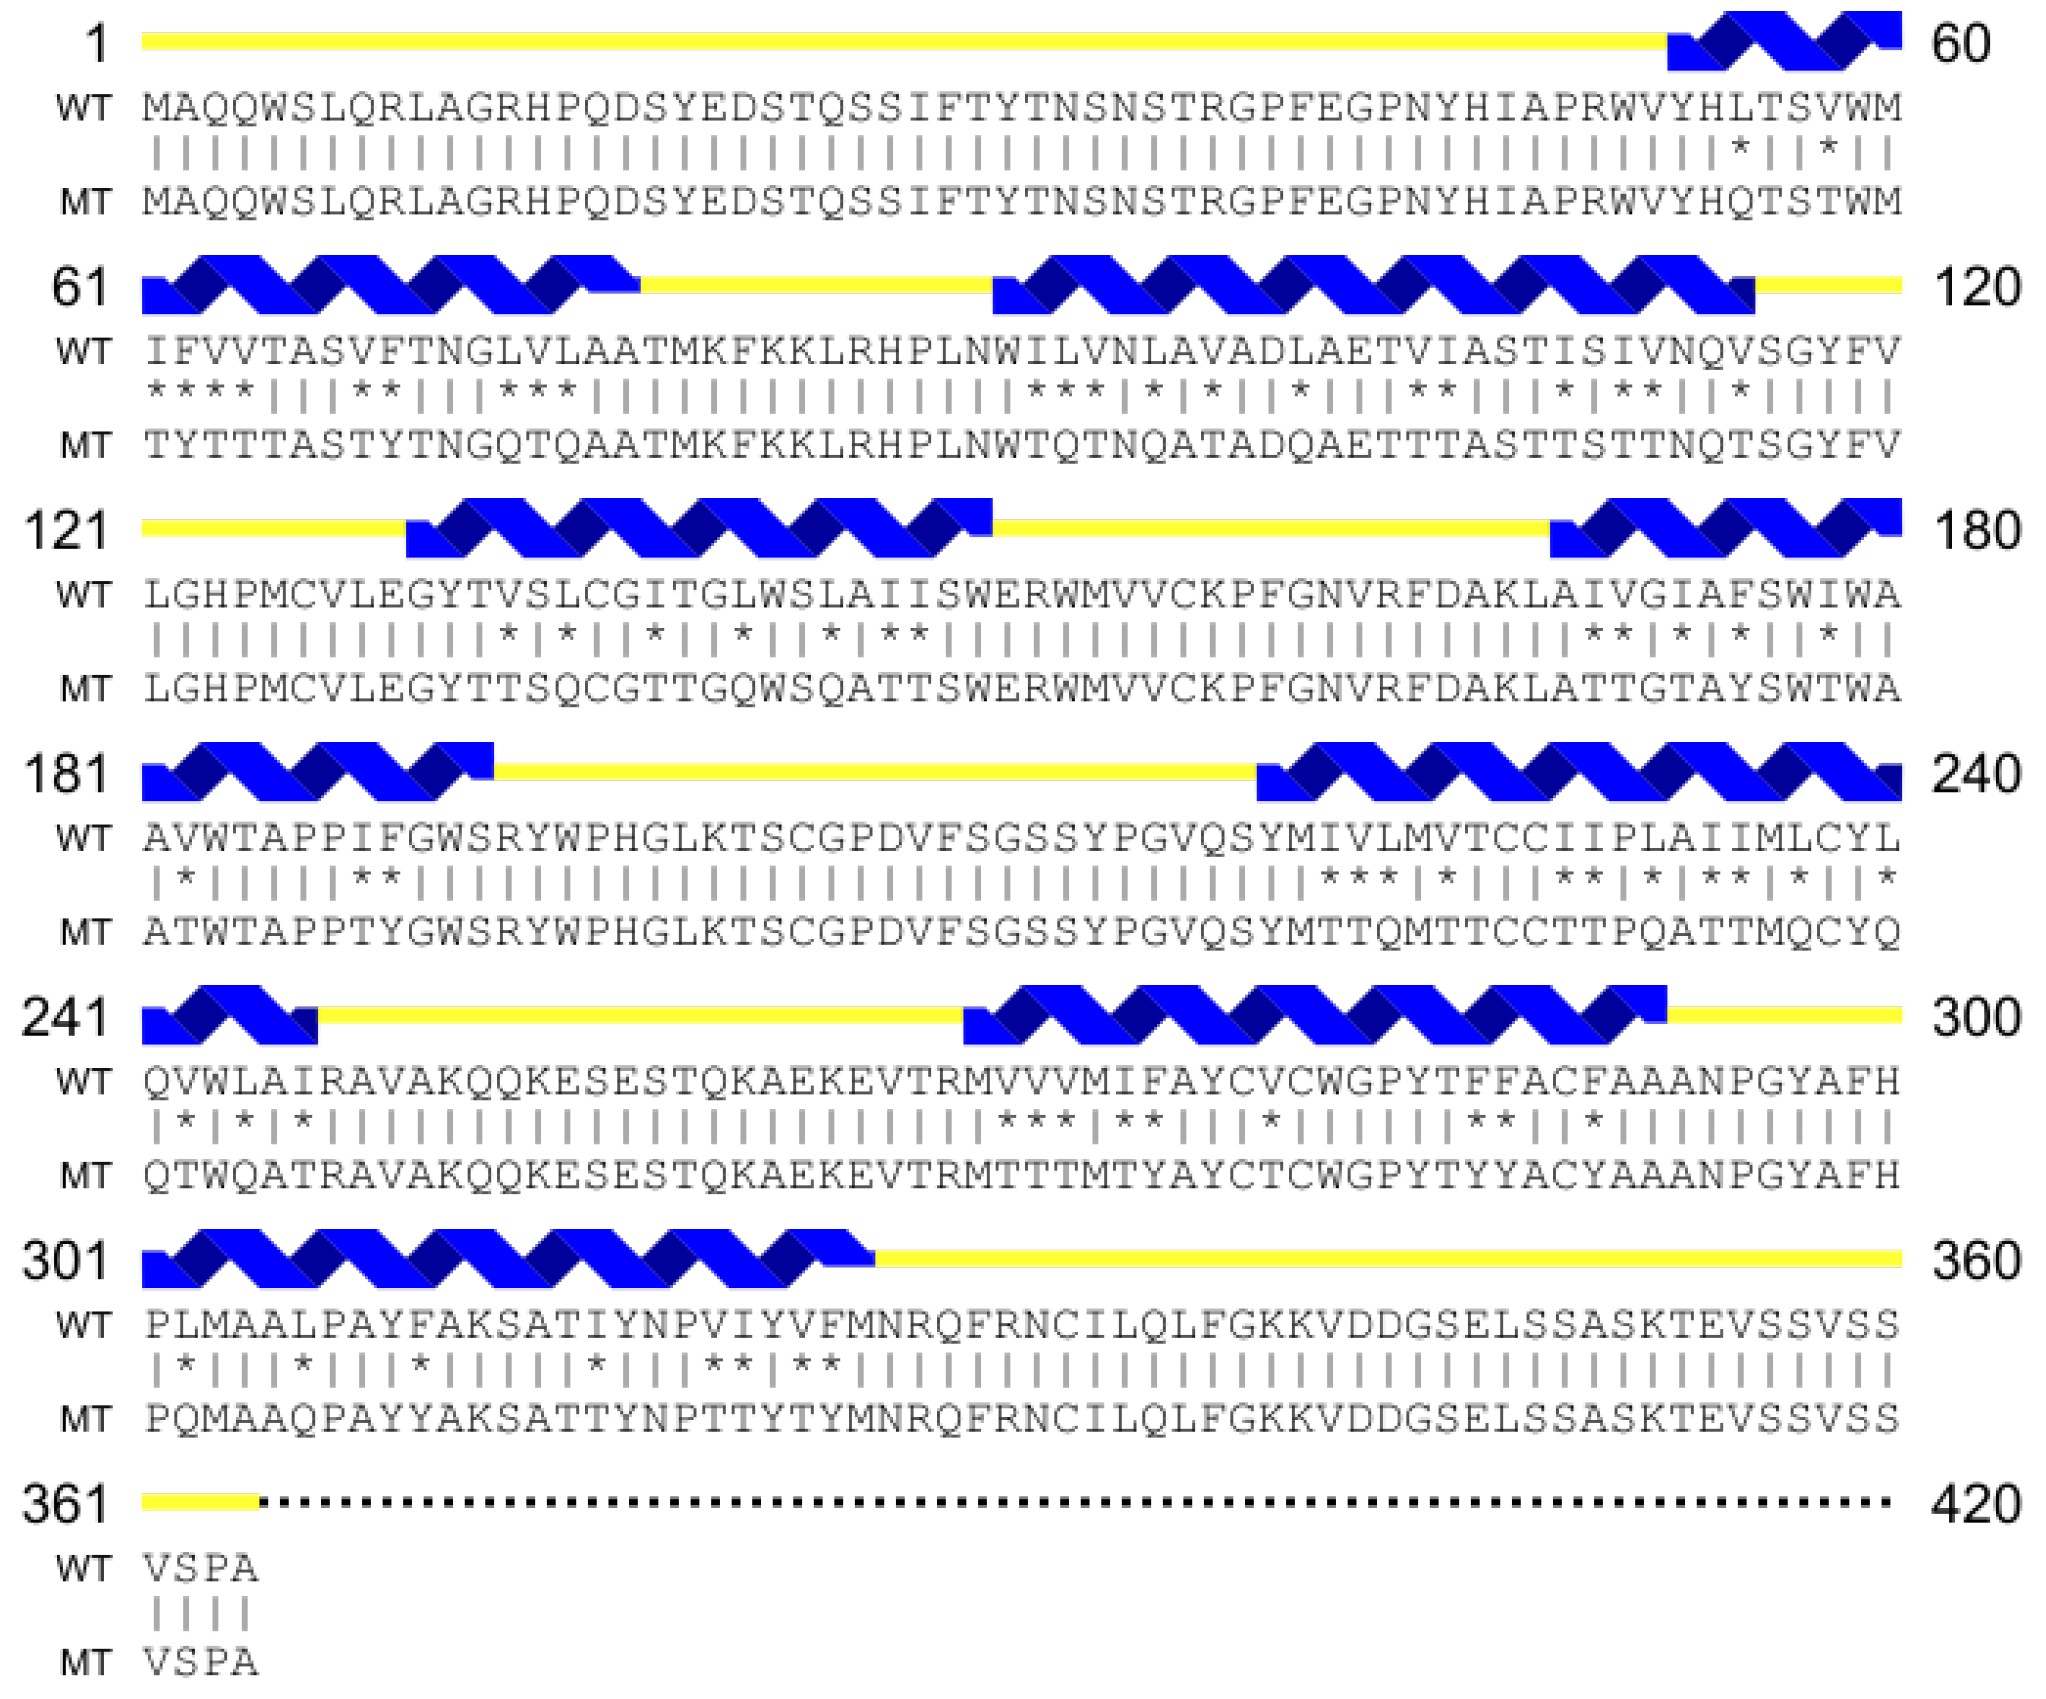 1 60
WT MAQQWSLQRLAGRHPQDSYEDSTQSSIFTYTNSNSTRGPFEGPNYHIAPRWVYHLTSVWM
||||||||||||||||||||||||||||||||||||||||||||||||||||||*||*||
MT MAQQWSLQRLAGRHPQDSYEDSTQSSIFTYTNSNSTRGPFEGPNYHIAPRWVYHQTSTWM
61 120
WT IFVVTASVFTNGLVLAATMKFKKLRHPLNWILVNLAVADLAETVIASTISIVNQVSGYFV
****|||**|||***|||||||||||||||***|*|*||*|||**|||*|**||*|||||
MT TYTTTASTYTNGQTQAATMKFKKLRHPLNWTQTNQATADQAETTTASTTSTTNQTSGYFV
121 180
WT LGHPMCVLEGYTVSLCGITGLWSLAIISWERWMVVCKPFGNVRFDAKLAIVGIAFSWIWA
||||||||||||*|*||*||*||*|**||||||||||||||||||||||**|*|*||*||
MT LGHPMCVLEGYTTSQCGTTGQWSQATTSWERWMVVCKPFGNVRFDAKLATTGTAYSWTWA
181 240
WT AVWTAPPIFGWSRYWPHGLKTSCGPDVFSGSSYPGVQSYMIVLMVTCCIIPLAIIMLCYL
|*|||||**|||||||||||||||||||||||||||||||***|*|||**|*|**|*||*
MT ATWTAPPTYGWSRYWPHGLKTSCGPDVFSGSSYPGVQSYMTTQMTTCCTTPQATTMQCYQ
241 300
WT QVWLAIRAVAKQQKESESTQKAEKEVTRMVVVMIFAYCVCWGPYTFFACFAAANPGYAFH
|*|*|*|||||||||||||||||||||||***|**|||*||||||**||*||||||||||
MT QTWQATRAVAKQQKESESTQKAEKEVTRMTTTMTYAYCTCWGPYTYYACYAAANPGYAFH
301 360
WT PLMAALPAYFAKSATIYNPVIYVFMNRQFRNCILQLFGKKVDDGSELSSASKTEVSSVSS
|*|||*|||*|||||*|||**|**||||||||||||||||||||||||||||||||||||
MT PQMAAQPAYYAKSATTYNPTTYTYMNRQFRNCILQLFGKKVDDGSELSSASKTEVSSVSS
361 420
WT VSPA
||||
MT VSPA